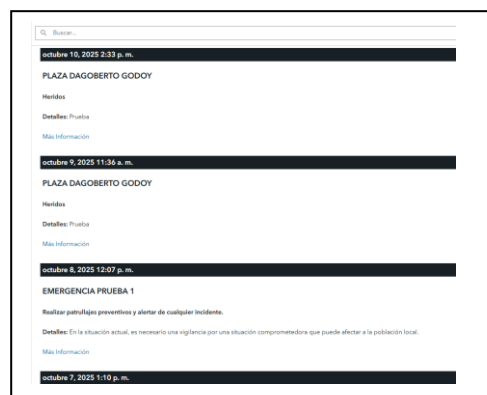 Buscar...
octubre 10, 2025 2:33 p. m.
PLAZA DAGOBERTO GODOY
Heridos
Detalles: Prueba
Más Información
octubre 9, 2025 11:36 a. m.
PLAZA DAGOBERTO GODOY
Heridos
Detalles: Prueba
Más Información
octubre 8, 2025 12:07 p. m.
EMERGENCIA PRUEBA 1
Realizar patrullajes preventivos y alertar de cualquier incidente.
Detalles: En la situación actual, es necesario una vigilancia por una situación comprometedora que puede afectar a la población local.
Más Información
octubre 7, 2025 1:10 p. m.